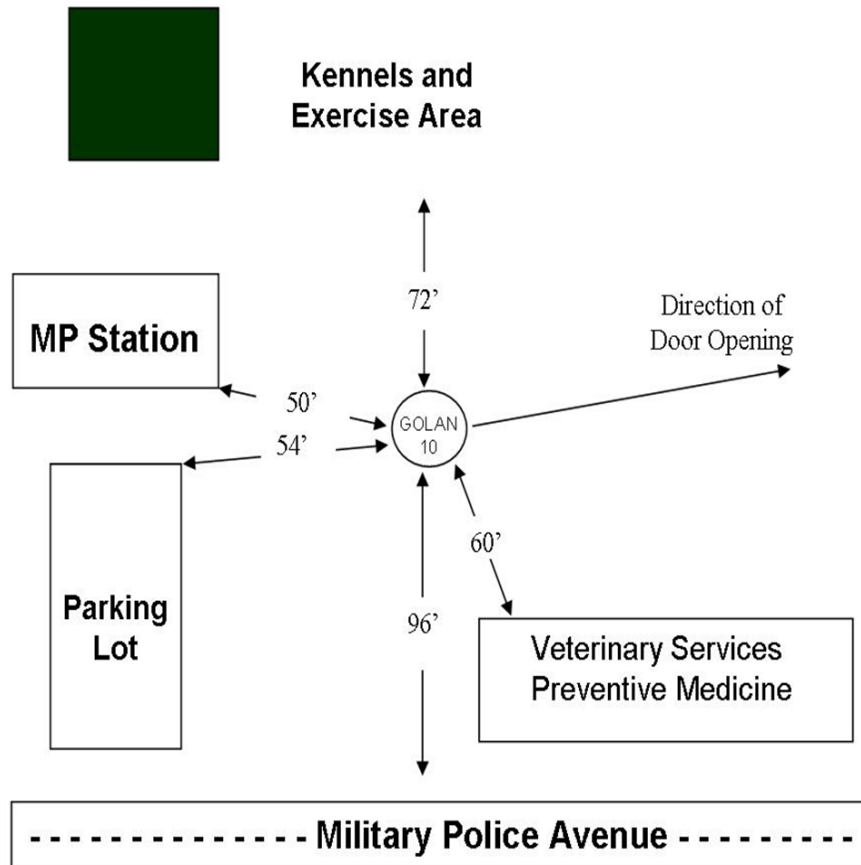 Kennels and
Exercise Area
72’
Direction of
Door Opening
MP Station
50’
GOLAN
10
54’
60’
Parking
Lot
96’
Veterinary Services
Preventive Medicine
- - - - - - - - - - - - - - Military Police Avenue - - - - - - - - -